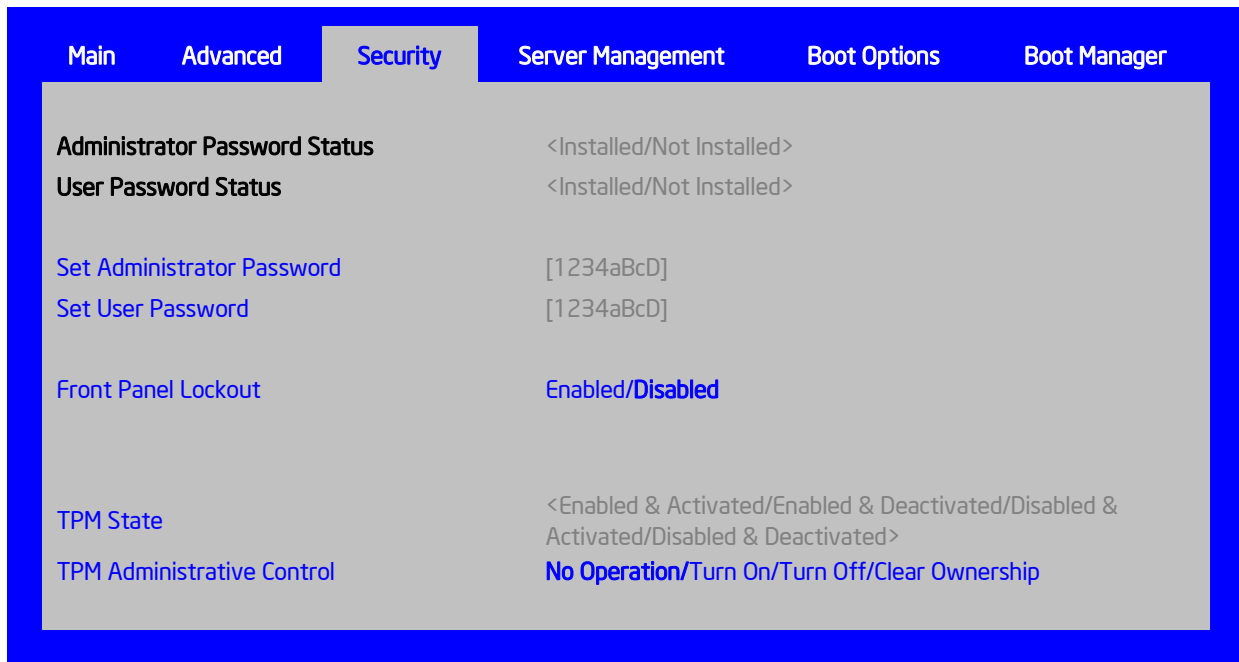 Main Advanced Security Server Management Boot Options Boot Manager
Administrator Password Status <Installed/Not Installed>
User Password Status <Installed/Not Installed>
Set Administrator Password [1234aBcD]
Set User Password [1234aBcD]
Front Panel Lockout Enabled/Disabled
TPM State <Enabled & Activated/Enabled & Deactivated/Disabled &
Activated/Disabled & Deactivated>
TPM Administrative Control No Operation/Turn On/Turn Off/Clear Ownership